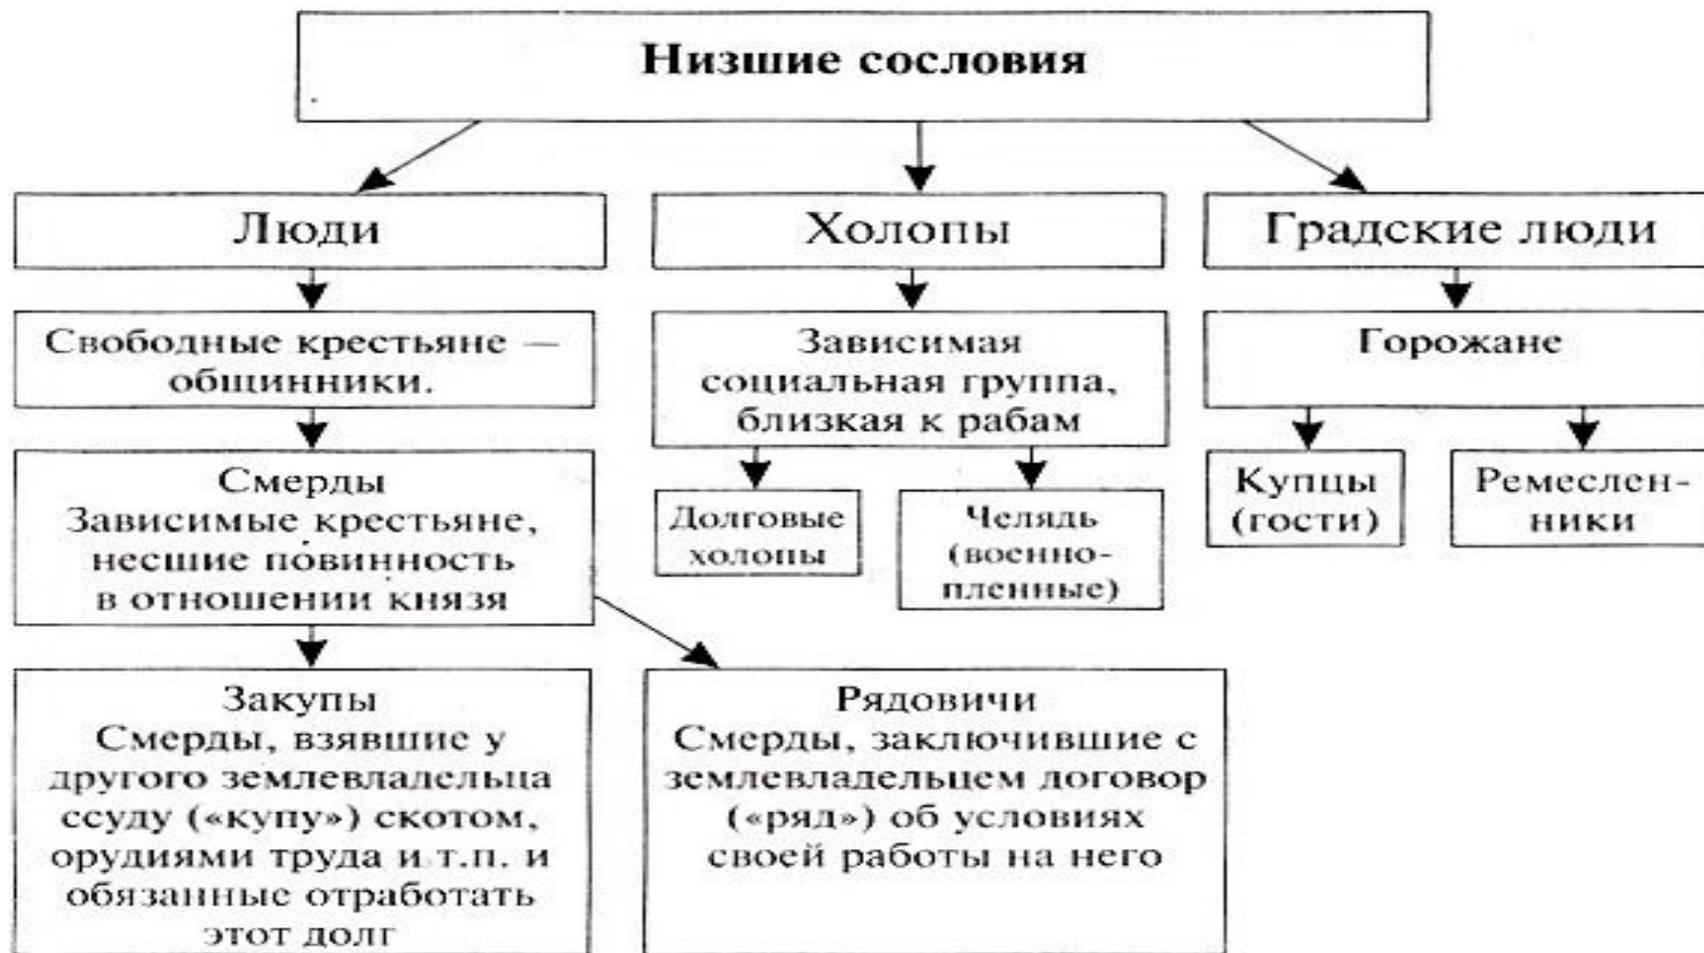 Низшие сословия
Люди
Холопы
Градские люди
Свободные крестьяне —
общинники.
Зависимая
социальная группа,
близкая к рабам
Горожане
Смерды
Зависимые крестьяне,
несшие повинность
в отношении князя
Долговые
холопы
Челядь
(военно-
пленные)
Купцы
(гости)
Ремеслен-
ники
Закупы
Смерды, взявшие у
другого землевладельца
ссуду («купу») скотом,
орудиями труда и т.п. и
обязанные отработать
этот долг
Рядовичи
Смерды, заключившие с
землевладельцем договор
(«ряд») об условиях
своей работы на него